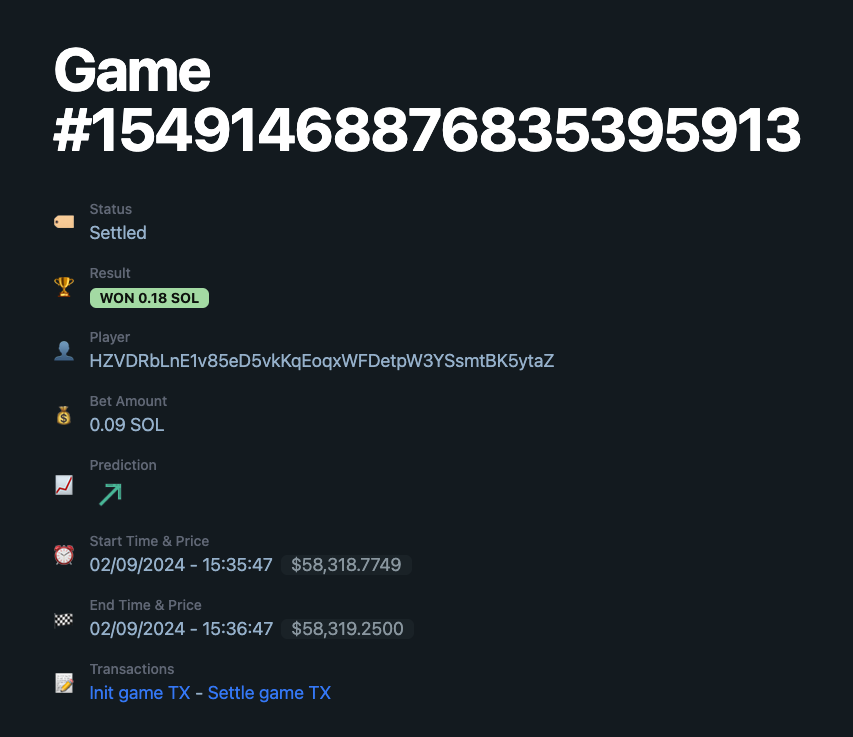 Game
#15491468876835395913
Status
Settled
Result
WON 0.18 SOL
Player
HZVDRbLnE1v85eD5vkKqEoqxWFDetpW3YSsmtBK5ytaZ
Bet Amount
0.09 SOL
Prediction
Start Time & Price
02/09/2024 - 15:35:47 $58,318.7749
End Time & Price
02/09/2024 - 15:36:47 $58,319.2500
Transactions
Init game TX - Settle game TX